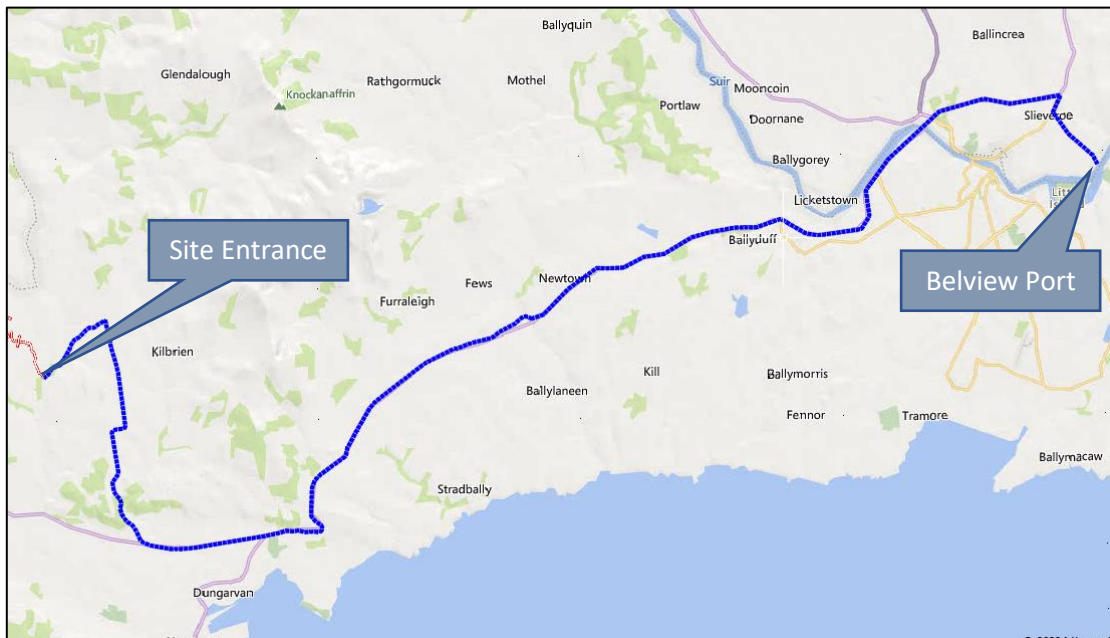 Ballyquin
Ballincrea
Glendalough
Rathgormuck
Mothel
Suir
Mooncoin
Knockanaffrin
Portlaw
Slieveroe
Doornane
Ballygorey
Licketstown
Site Entrance
Ballyduff
Belview Port
Fews
Newtown
Furraleigh
Kilbrien
Kill
Ballymorris
Ballylaneen
Fennor
Tramore
Ballymacaw
Stradbally
Dungarvan